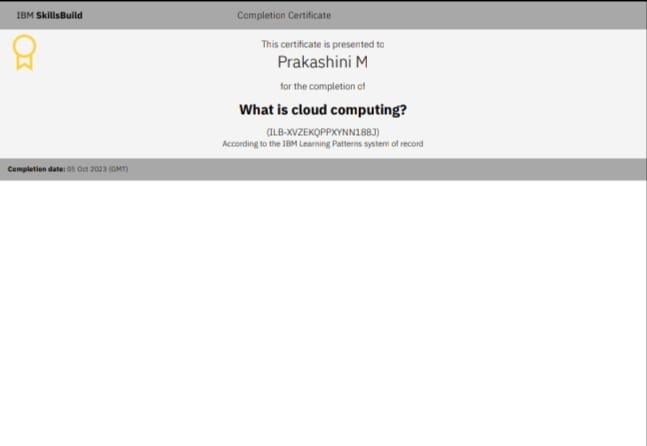 IBM SkillsBuild
Completion Certificate
This certificate is presented to
Prakashini M
for the completion of
What is cloud computing?
(ILB-XVZEKQPPXYNN188J)
According to the IBM Learning Patterns system of record
Completion date: 05 Oct 2023 (GMT)